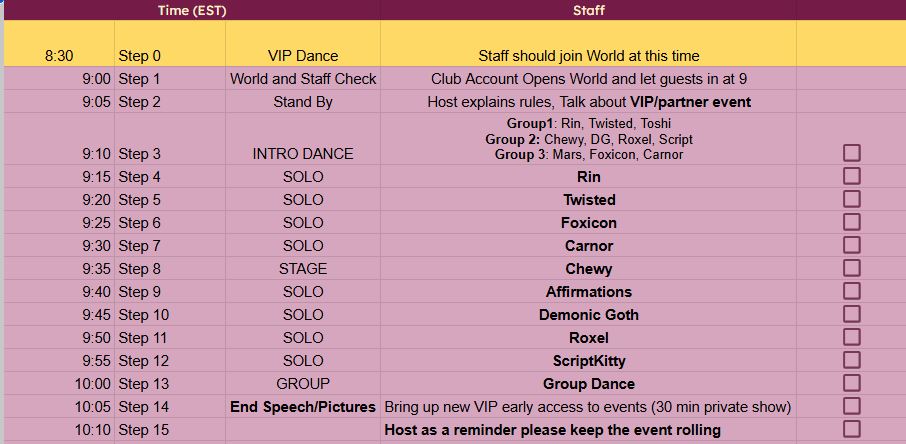 Time (EST) Staff
8:30 Step 0 VIP Dance Staff should join World at this time
9:00 Step 1 World and Staff Check Club Account Opens World and let guests in at 9
9:05 Step 2 Stand By Host explains rules, Talk about VIP/partner event
Group1: Rin, Twisted, Toshi
Group 2: Chewy, DG, Roxel, Script
9:10 Step 3 INTRO DANCE Group 3: Mars, Foxicon, Carnor
9:15 Step 4 SOLO Rin
9:20 Step 5 SOLO Twisted
9:25 Step 6 SOLO Foxicon
9:30 Step 7 SOLO Carnor
9:35 Step 8 STAGE Chewy
9:40 Step 9 SOLO Affirmations
9:45 Step 10 SOLO Demonic Goth
9:50 Step 11 SOLO Roxel
9:55 Step 12 SOLO ScriptKitty
10:00 Step 13 GROUP Group Dance
10:05 Step 14 End Speech/Pictures Bring up new VIP early access to events (30 min private show)
10:10 Step 15 Host as a reminder please keep the event rolling